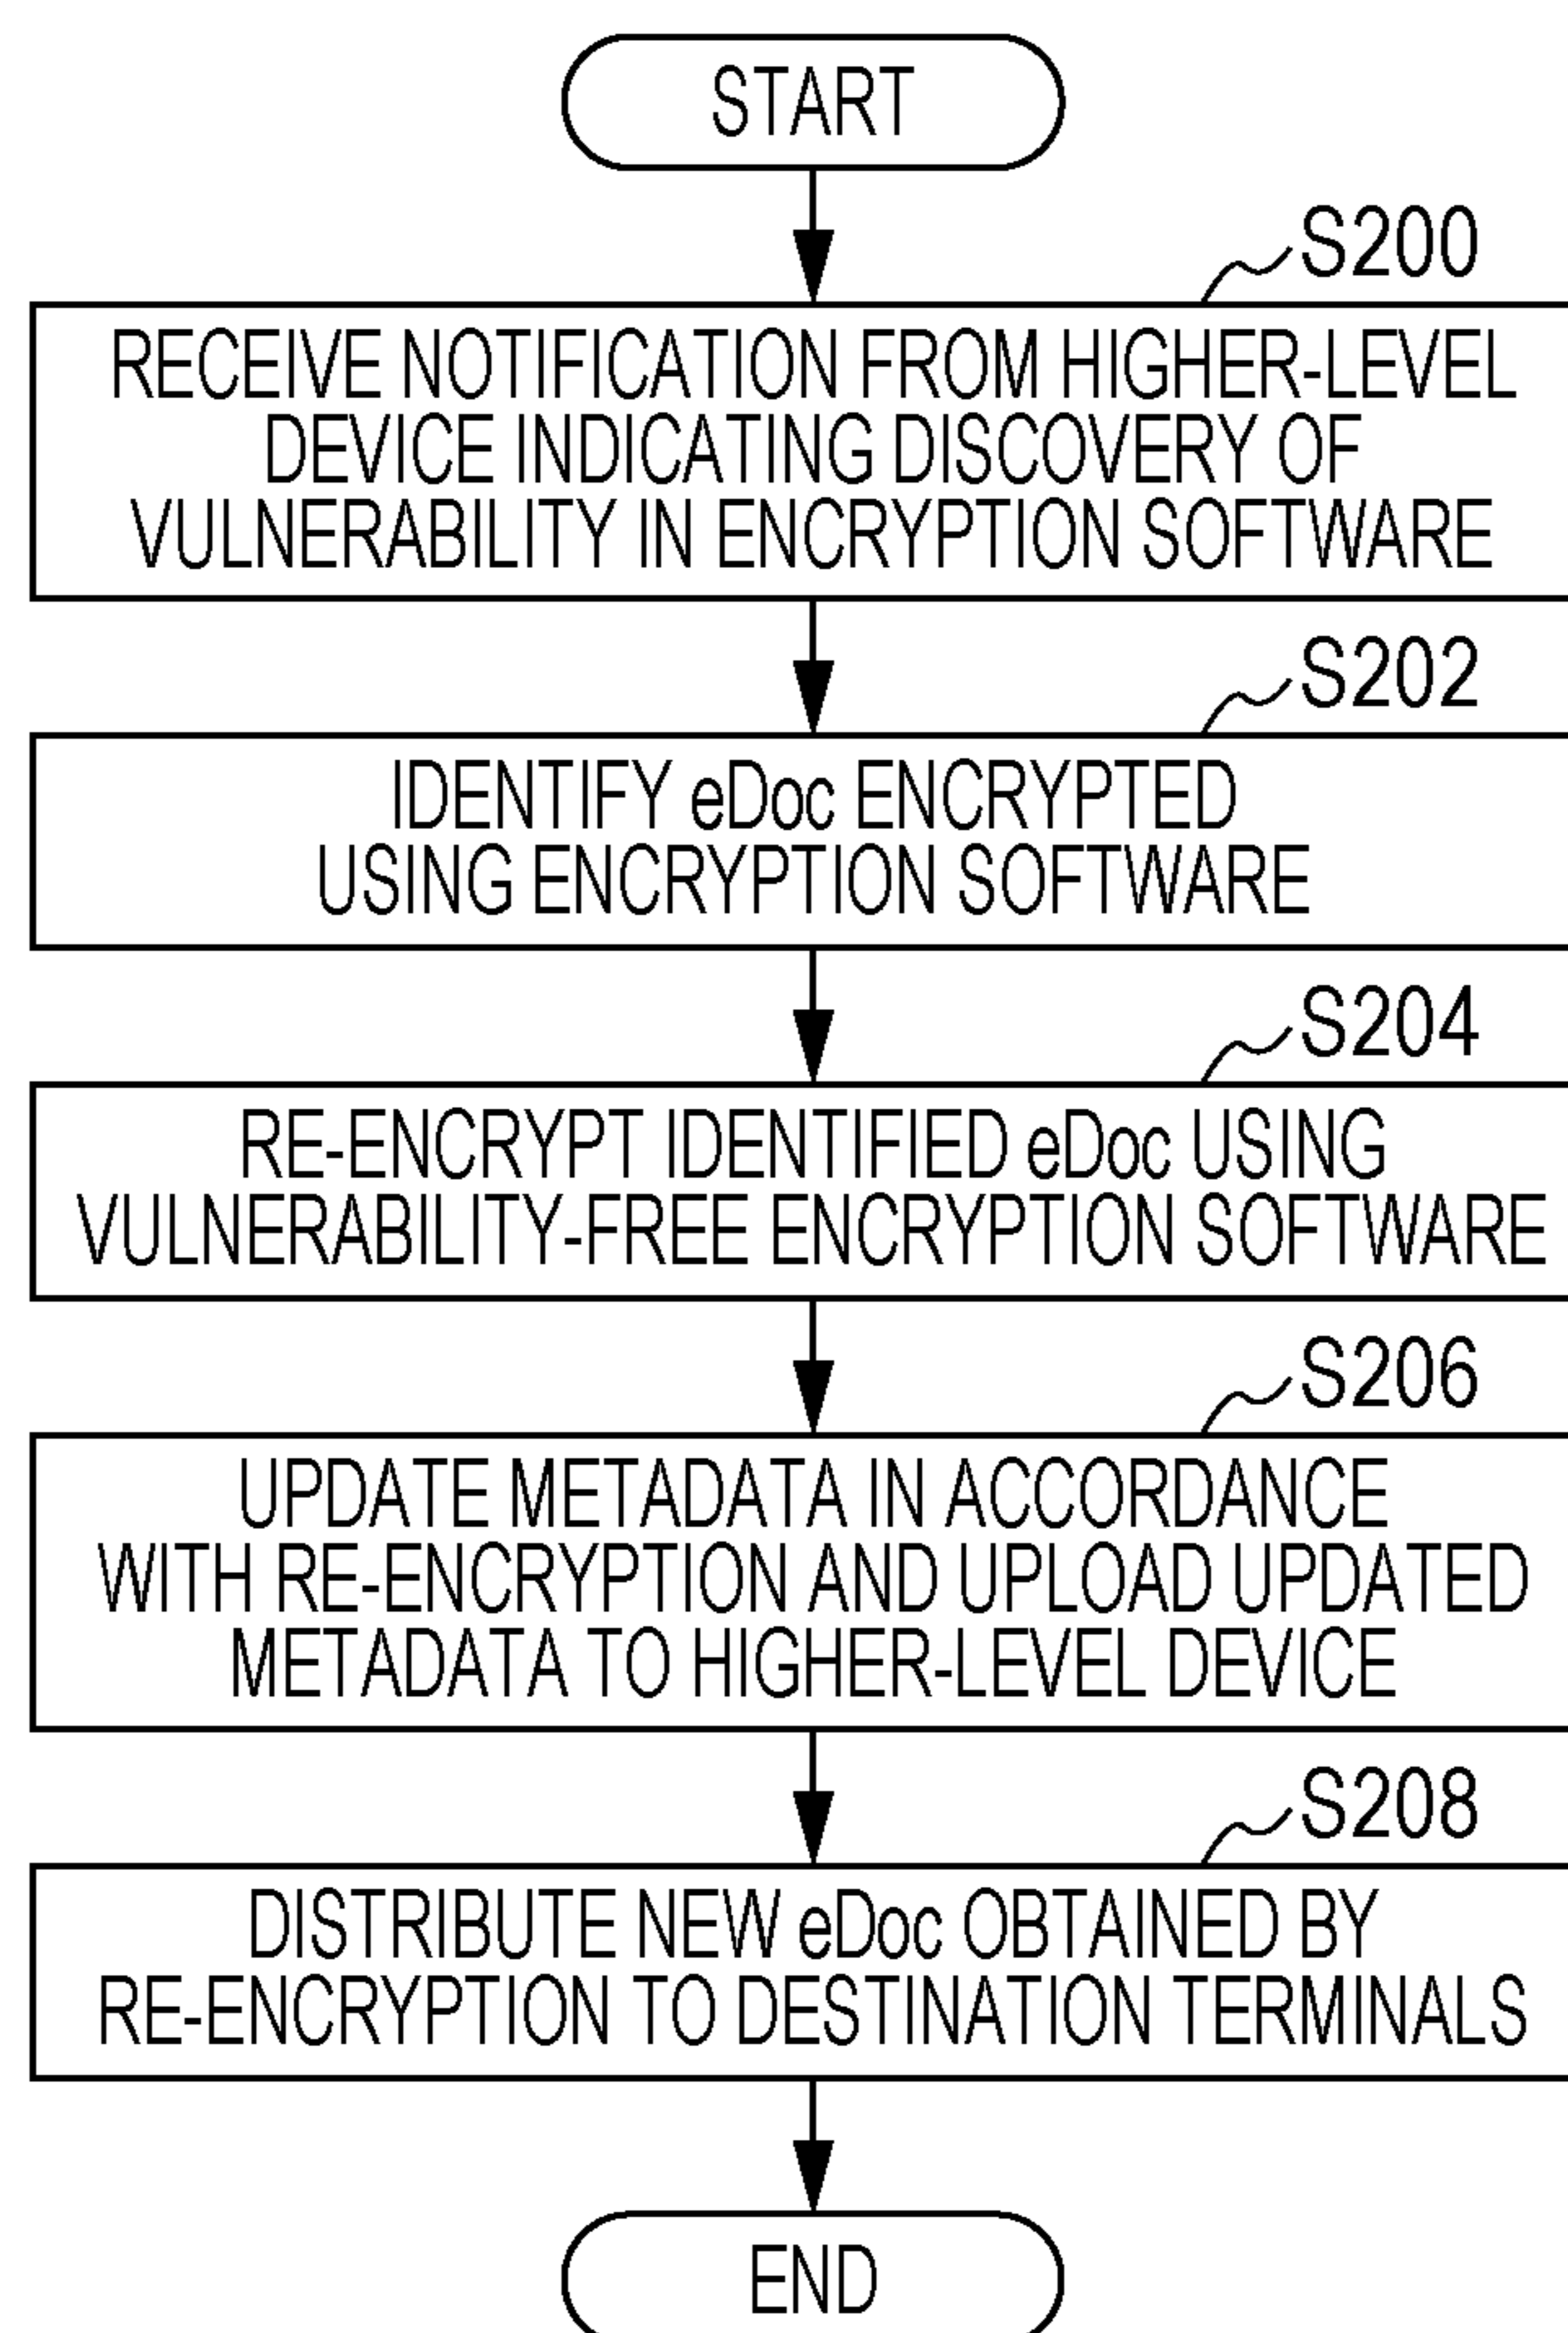 START
S200
RECEIVE NOTIFICATION FROM HIGHER-LEVEL
DEVICE INDICATING DISCOVERY OF
VULNERABILITY IN ENCRYPTION SOFTWARE
S202
IDENTIFY eDoc ENCRYPTED
USING ENCRYPTION SOFTWARE
S204
RE-ENCRYPT IDENTIFIED eDoc USING
VULNERABILITY-FREE ENCRYPTION SOFTWARE
S206
UPDATE METADATA IN ACCORDANCE
WITH RE-ENCRYPTION AND UPLOAD UPDATED
METADATA TO HIGHER-LEVEL DEVICE
S208
DISTRIBUTE NEW eDoc OBTAINED BY
RE-ENCRYPTION TO DESTINATION TERMINALS
END